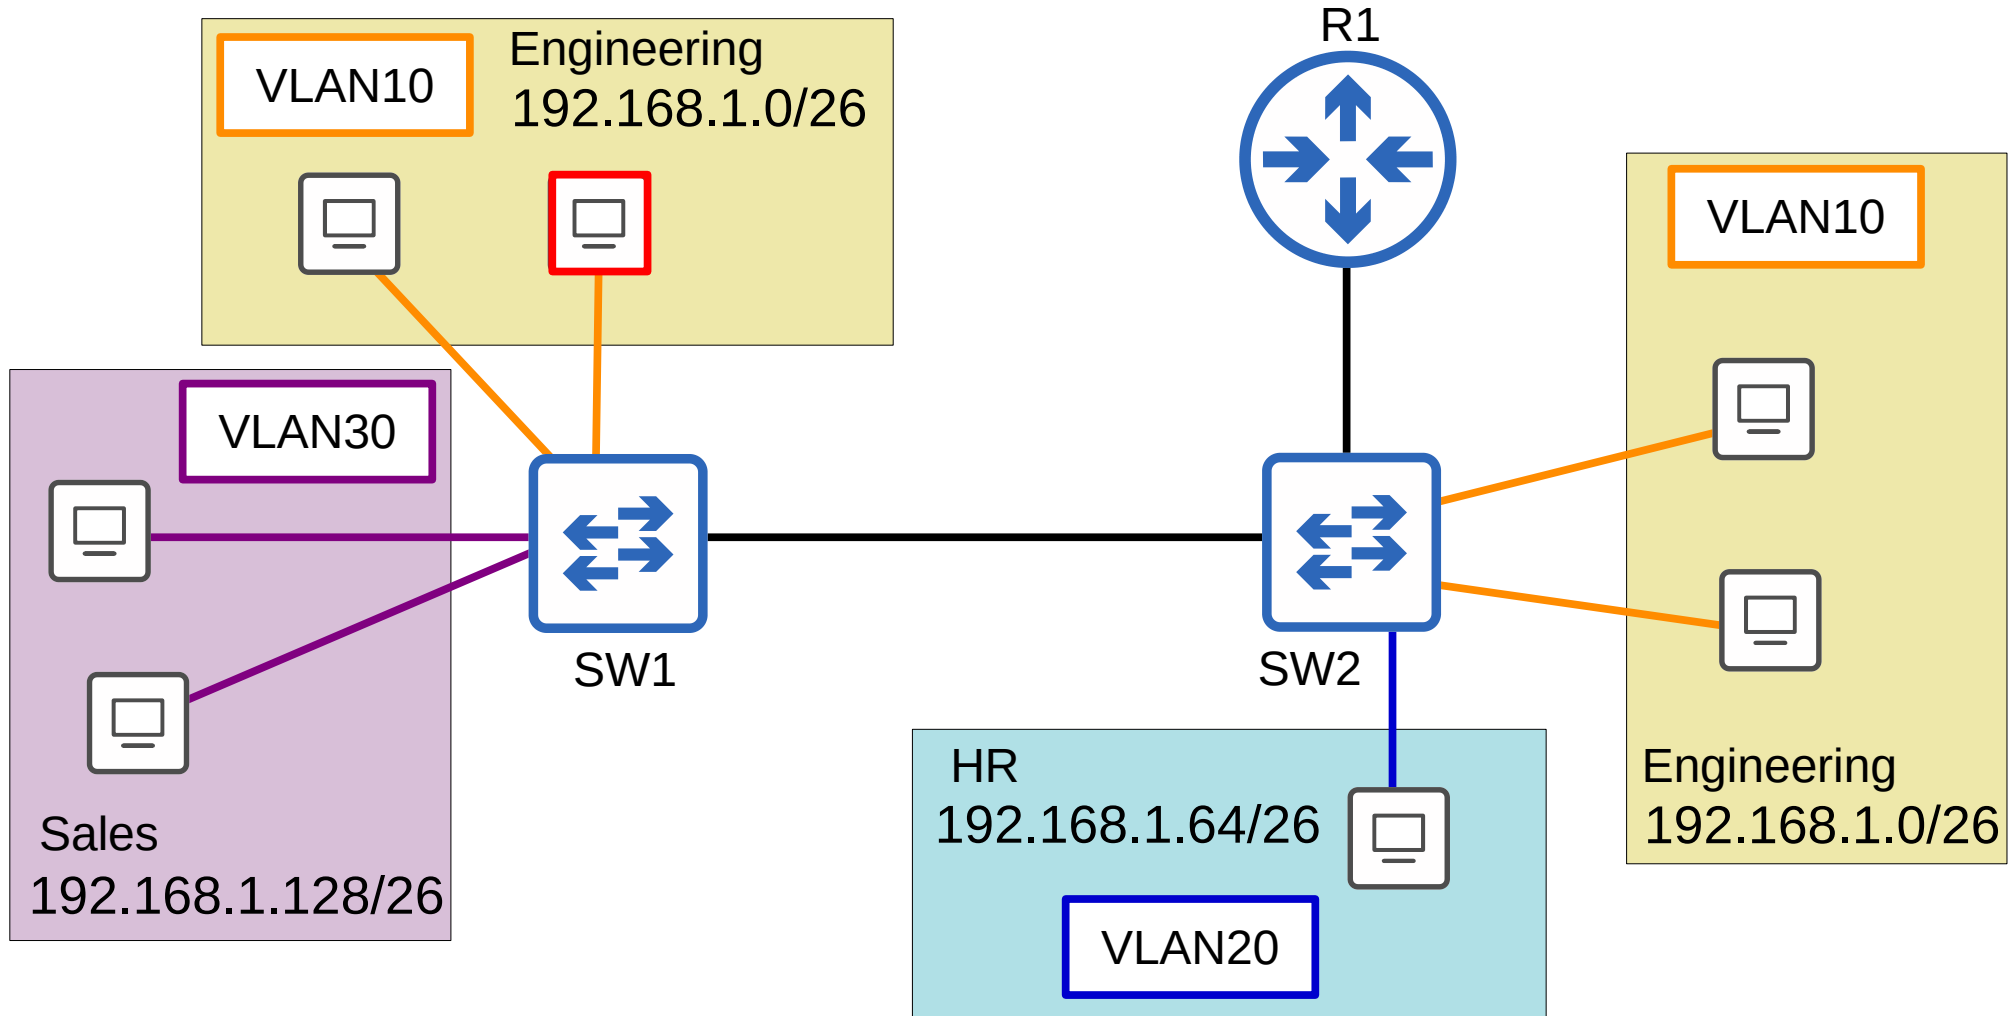 R1
VLAN10
Engineering
192.168.1.0/26
VLAN10
VLAN30
SW1
SW2
Sales
192.168.1.128/26
HR
192.168.1.64/26
VLAN20
Engineering
192.168.1.0/26